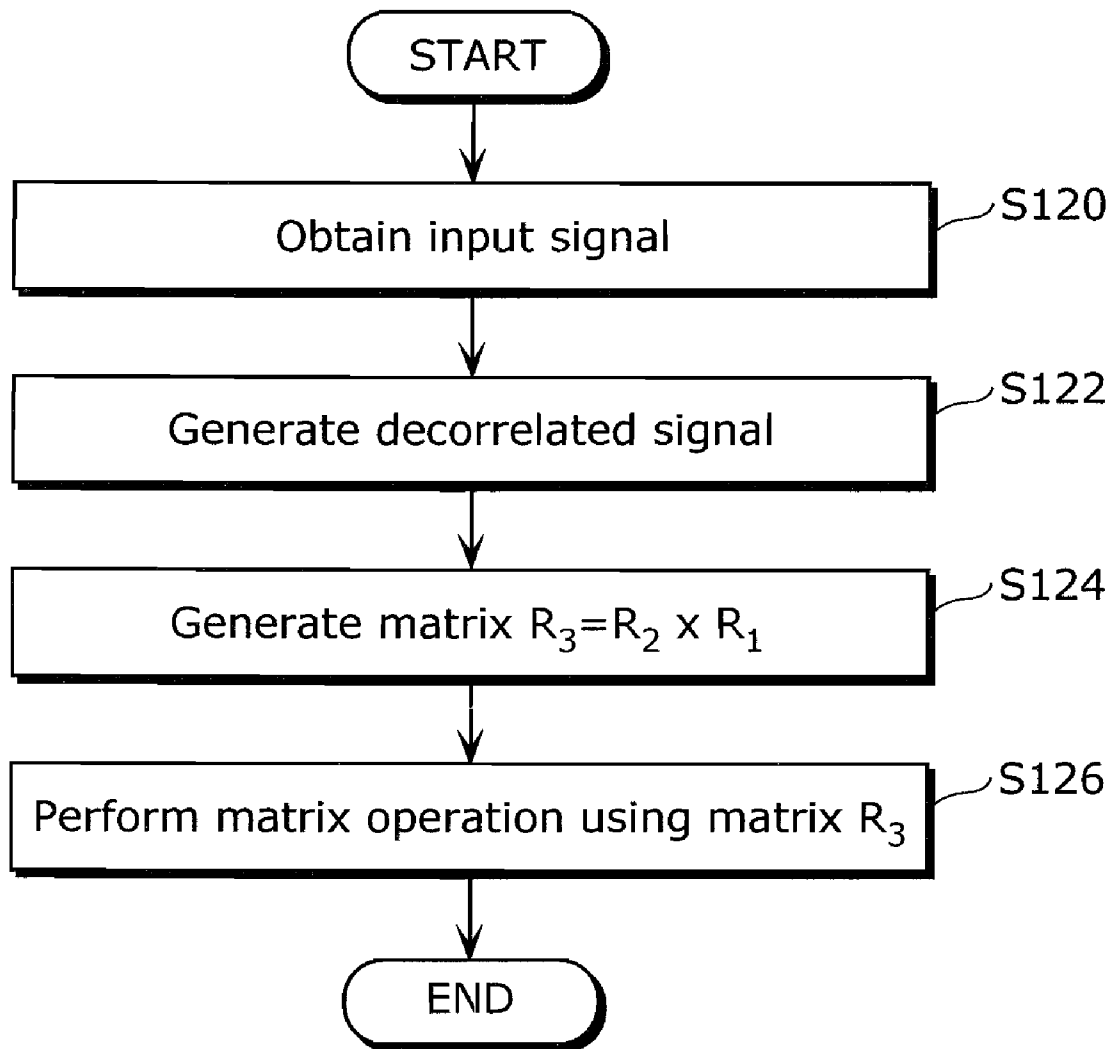 START
Obtain input signal
S120
Generate decorrelated signal
S122
Generate matrix R₃=R₂ x R₁
S124
Perform matrix operation using matrix R₃
S126
END